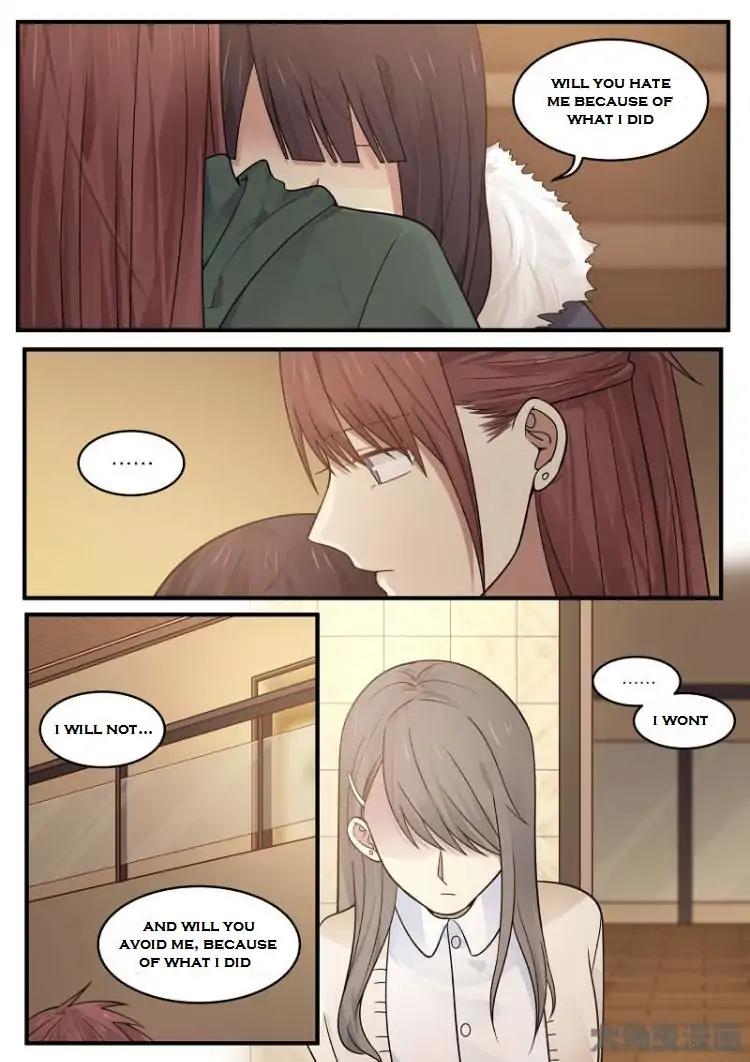 WILL YOU HATE
ME BECAUSE OF
WHAT I DID
......
I WILL NOT...
AND WILL YOU
AVOID ME, BECAUSE
OF WHAT I DID
......
I WONT